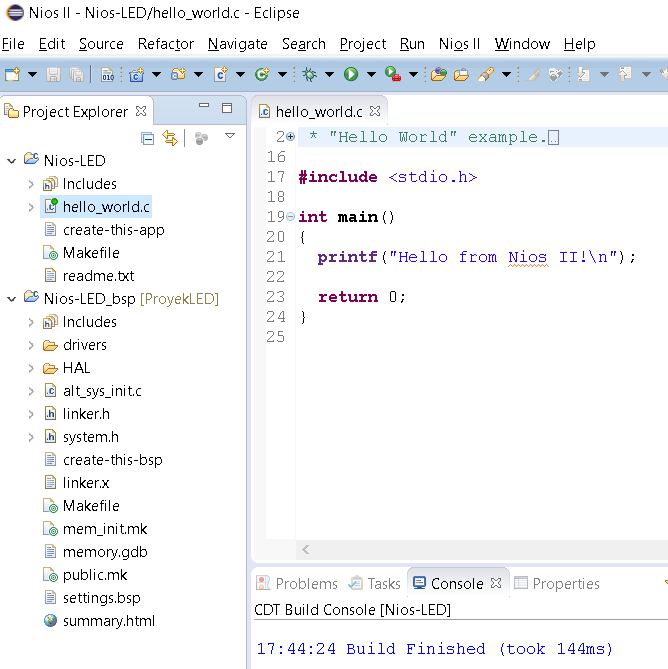 Nios II - Nios-LED/hello_world.c - Eclipse
File Edit Source Refactor Navigate Search Project Run Nios II Window Help
010
Project Explorer
Nios-LED
Includes
hello_world.c
create-this-app
Makefile
readme.txt
Nios-LED_bsp [ProyekLED]
Includes
drivers
HAL
alt_sys_init.c
linker.h
system.h
create-this-bsp
linker.x
Makefile
mem_init.mk
memory.gdb
public.mk
settings.bsp
summary.html
hello_world.c
2 * "Hello World" example.
16
17 #include <stdio.h>
18
19 int main()
20 {
21 printf("Hello from Nios II!\n");
22
23 return 0;
24 }
25
Problems Tasks Console Properties
CDT Build Console [Nios-LED]
17:44:24 Build Finished (took 144ms)